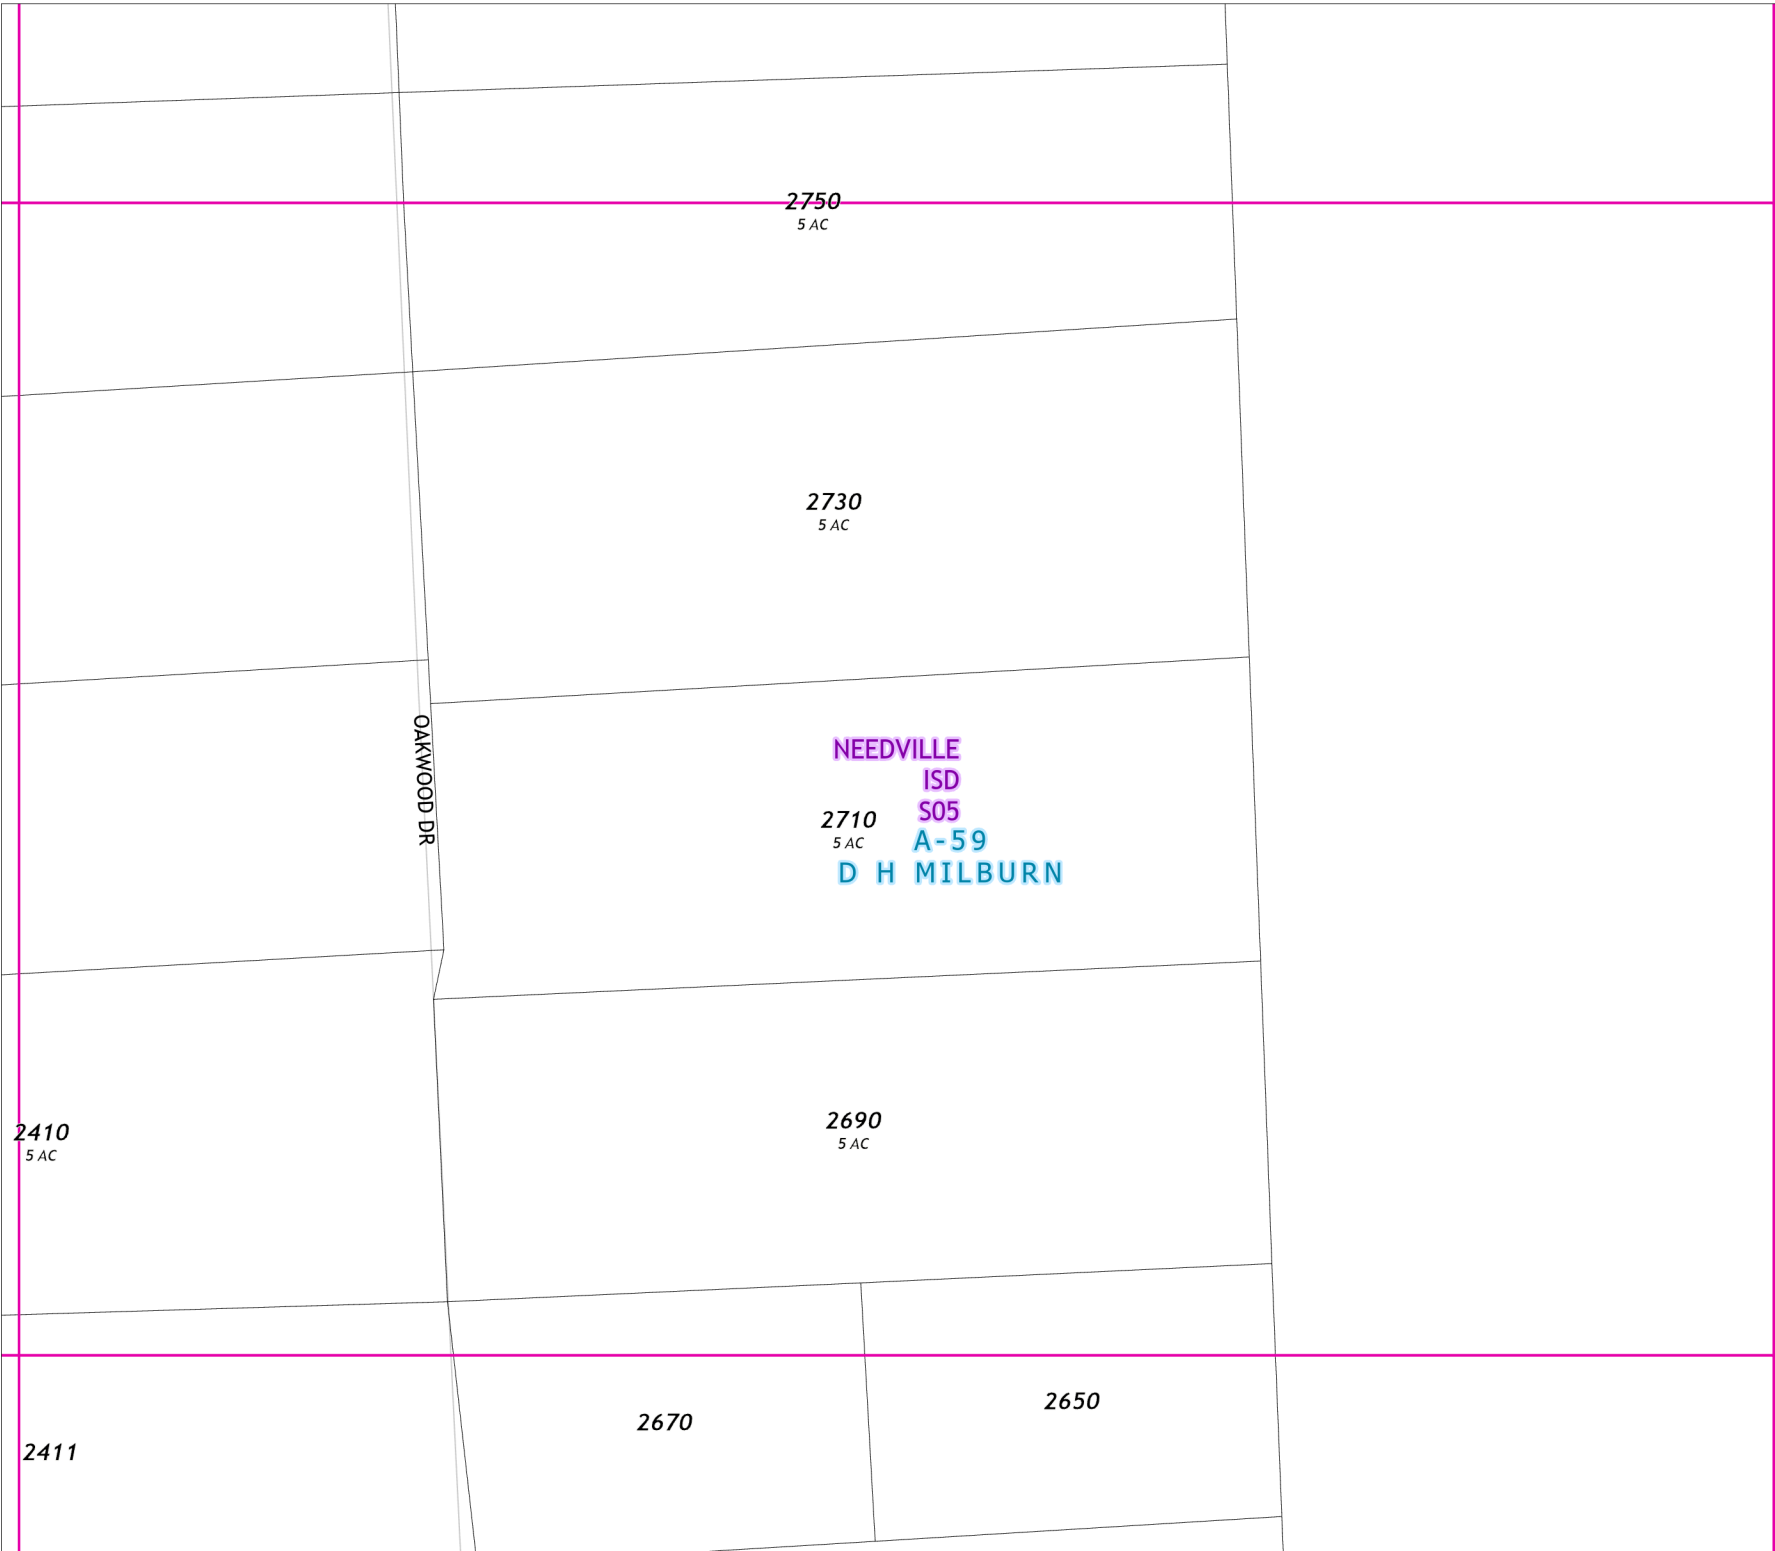 2750
5 AC
2730
5 AC
OAKWOOD DR
NEEDVILLE
ISD
S05
2710
5 AC
A-59
D H MILBURN
2690
5 AC
2410
5 AC
2650
2670
2411